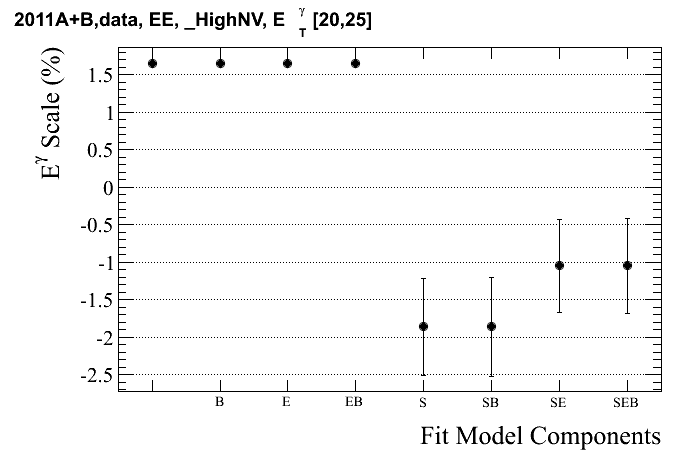 2011A+B,data, EE, _HighNV, E γ T [20,25]
E γ Scale (%)
1.5
1
0.5
0
-0.5
-1
-1.5
-2
-2.5
B E EB S SB SE SEB
Fit Model Components